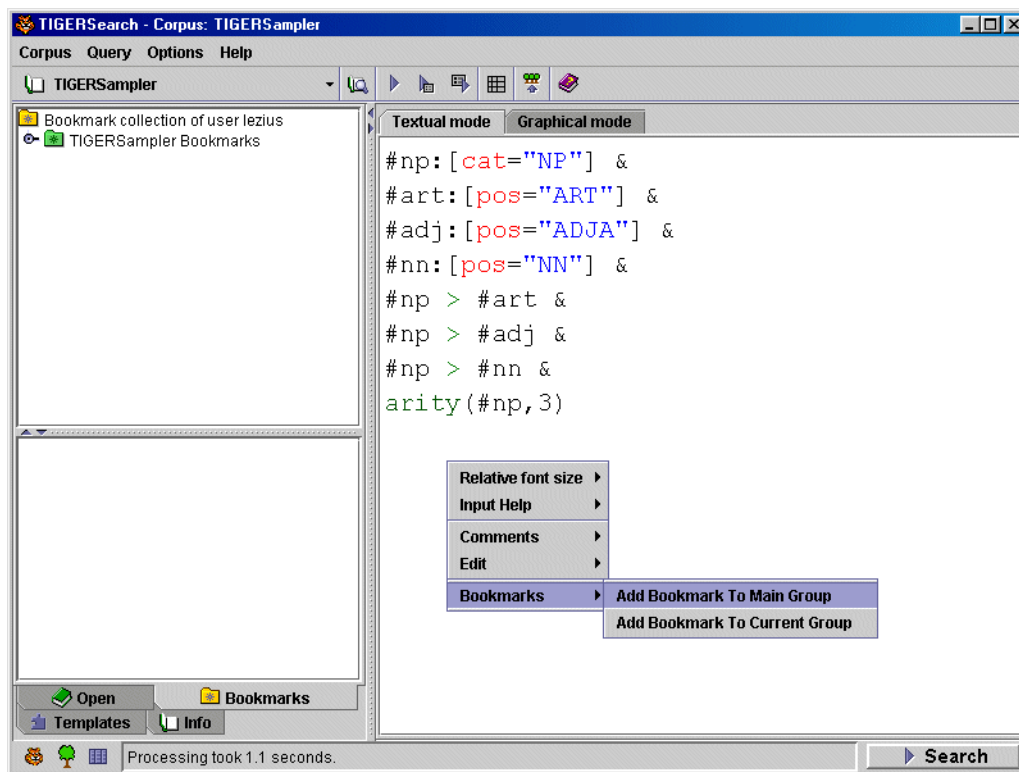 TIGERSearch - Corpus: TIGERSampler
Corpus Query Options Help
TIGERSampler
Bookmark collection of user lezius
TIGERSampler Bookmarks
Textual mode Graphical mode
#np:[cat="NP"] &
#art:[pos="ART"] &
#adj:[pos="ADJA"] &
#nn:[pos="NN"] &
#np > #art &
#np > #adj &
#np > #nn &
arity(#np,3)
Relative font size
Input Help
Comments
Edit
Bookmarks
Add Bookmark To Main Group
Add Bookmark To Current Group
Open Bookmarks
Templates Info
Processing took 1.1 seconds.
Search